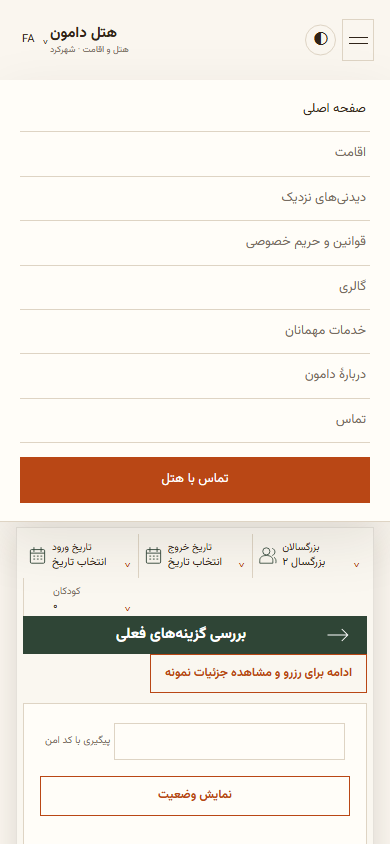 هتل دامون
هتل و اقامت · شهرکرد
FA
صفحه اصلی
اقامت
دیدنی‌های نزدیک
قوانین و حریم خصوصی
گالری
خدمات مهمانان
دربارهٔ دامون
تماس
تماس با هتل
بزرگسالان
۲ بزرگسال
تاریخ خروج
انتخاب تاریخ
تاریخ ورود
انتخاب تاریخ
کودکان
۰
بررسی گزینه‌های فعلی
ادامه برای رزرو و مشاهده جزئیات نمونه
پیگیری با کد امن
نمایش وضعیت